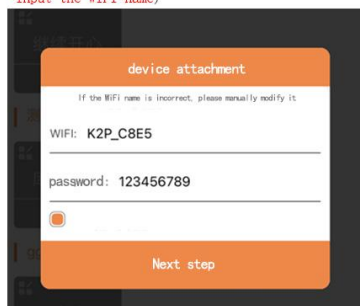 input the WiFi name)
device attachment
If the WiFi name is incorrect, please manually modify it
WIFI: K2P_C8E5
password: 123456789
Next step